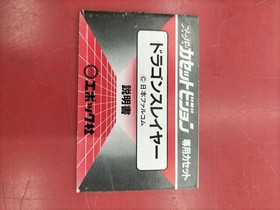 スーパー
カセットビジョン
専用カセット
ドラゴンスレイヤー
© 日本ファルコム
説明書
エポック社